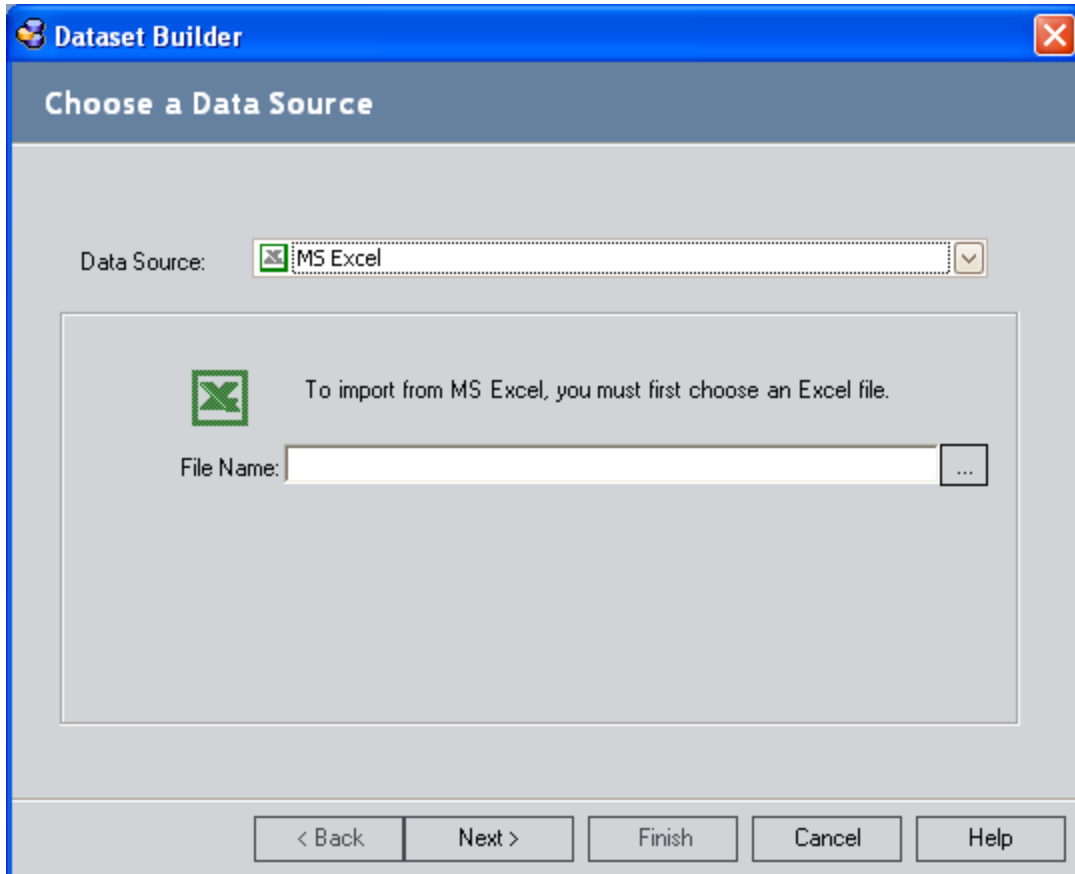 Dataset Builder
Choose a Data Source
Data Source: MS Excel
To import from MS Excel, you must first choose an Excel file.
File Name: ...
< Back Next > Finish Cancel Help